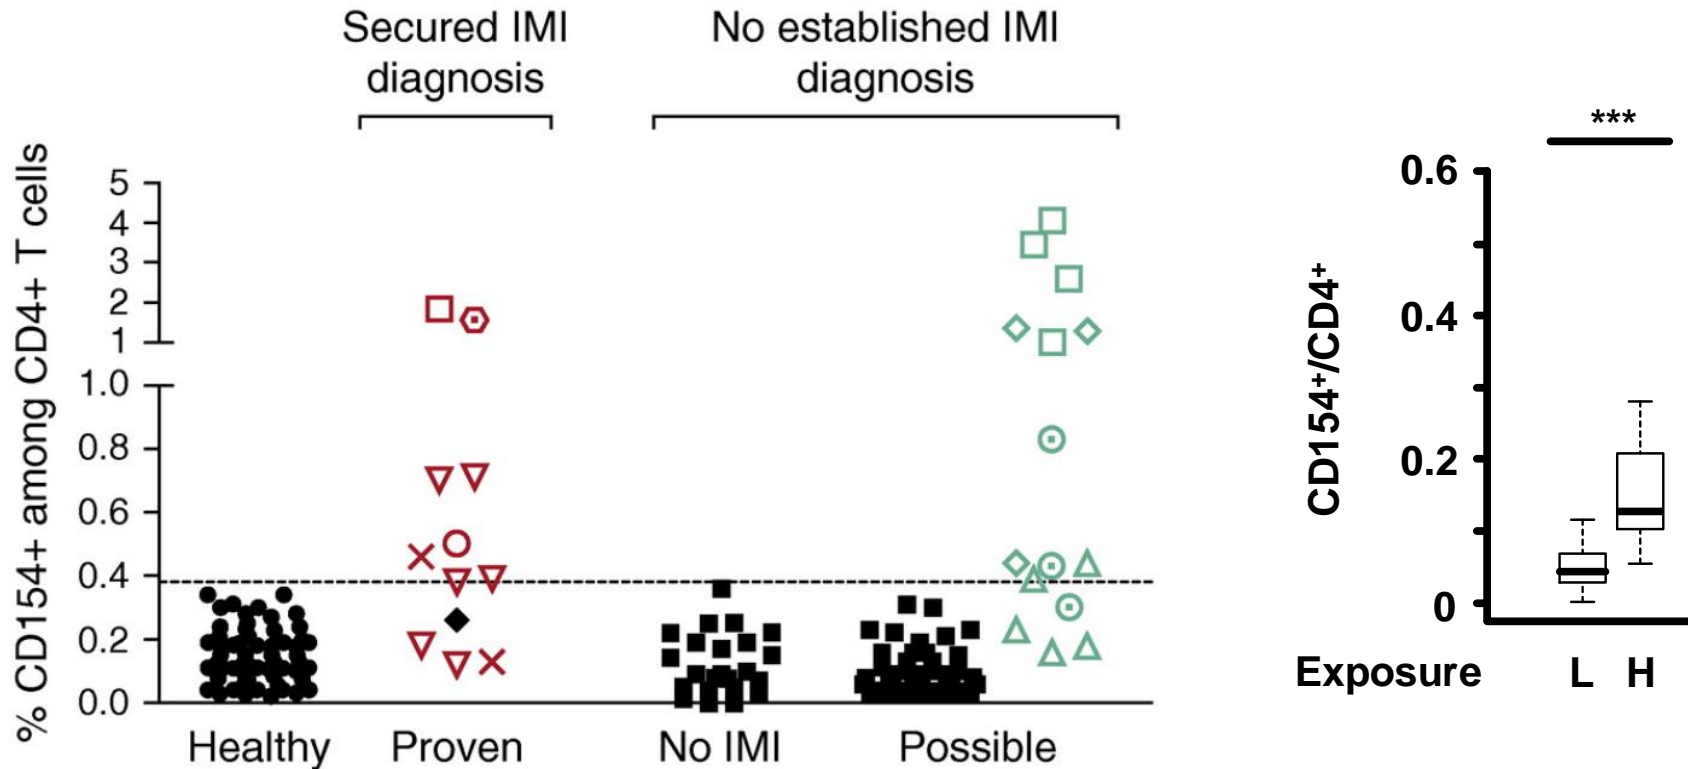 Secured IMI
diagnosis
No established IMI
diagnosis
% CD154+ among CD4+ T cells
5
4
3
2
1
1.0
0.8
0.6
0.4
0.2
0.0
Healthy
Proven
No IMI
Possible
***
CD154⁺/CD4⁺
0.6
0.4
0.2
0
Exposure L H